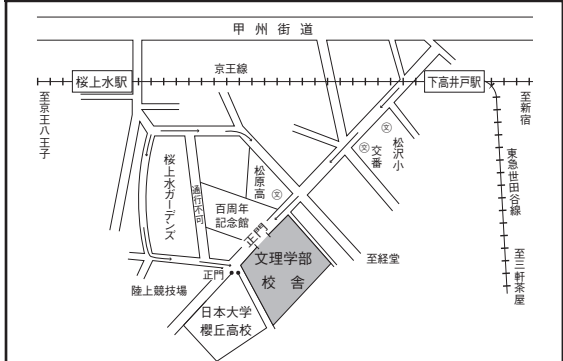 甲州街道
京王線
桜上水駅
下高井戸駅
至京王八王子
至新宿
東急世田谷線
至三軒茶屋
文
松沢小
文
交番
桜上水ガーデンズ
通行不可
松原高
文
百周年
記念館
正門
文理学部
校舎
至経堂
正門
陸上競技場
日本大学
櫻丘高校